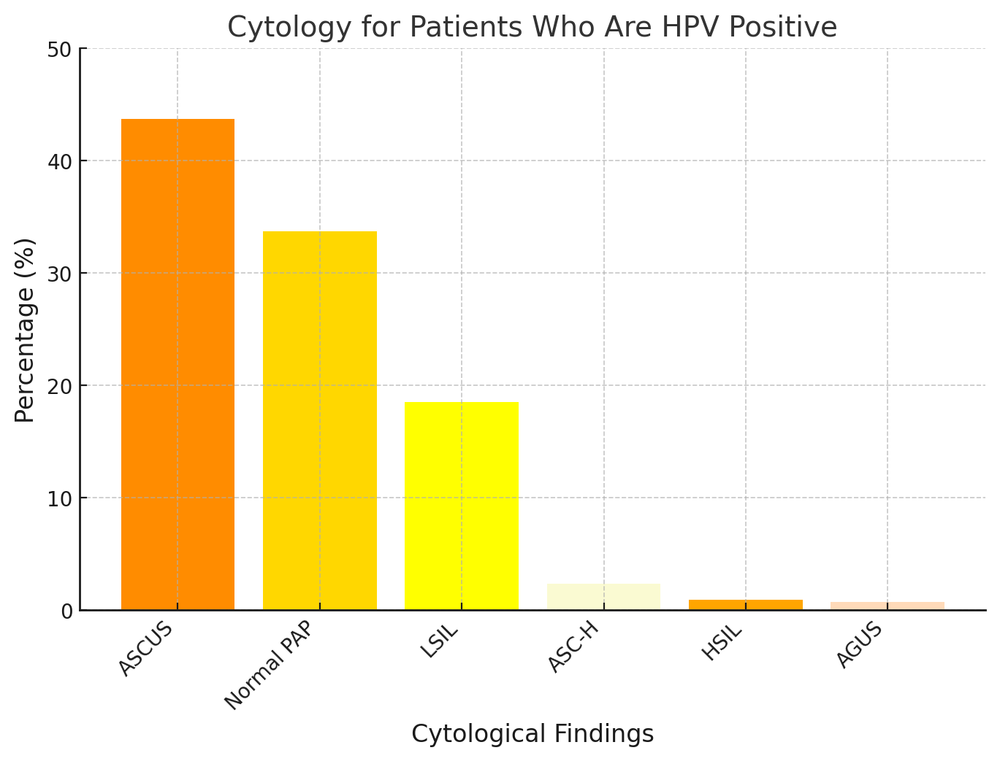 Cytology for Patients Who Are HPV Positive
50
40
30
20
10
0
Percentage (%)
ASCUS
Normal PAP
LSIL
ASC-H
HSIL
AGUS
Cytological Findings